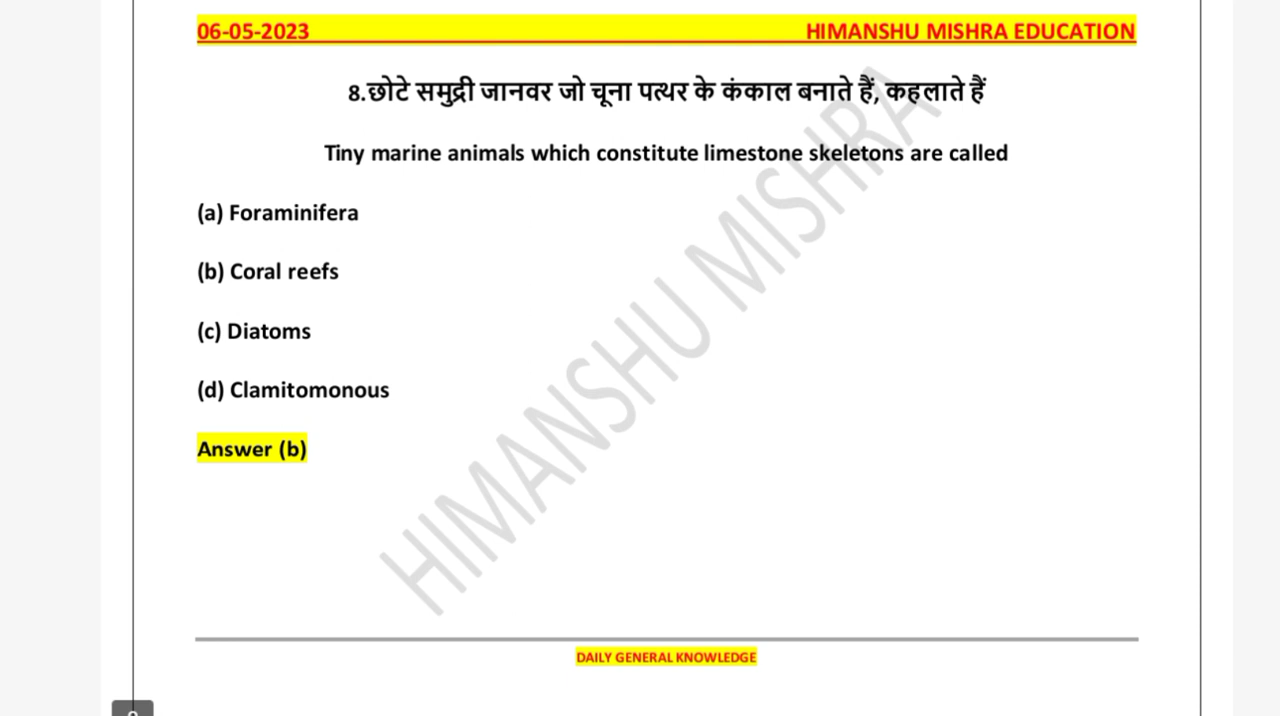 06-05-2023 HIMANSHU MISHRA EDUCATION
8.छोटे समुद्री जानवर जो चूना पत्थर के कंकाल बनाते हैं, कहलाते हैं
Tiny marine animals which constitute limestone skeletons are called
(a) Foraminifera
(b) Coral reefs
(c) Diatoms
(d) Clamitomonous
Answer (b)
HIMANSHU MISHRA
DAILY GENERAL KNOWLEDGE